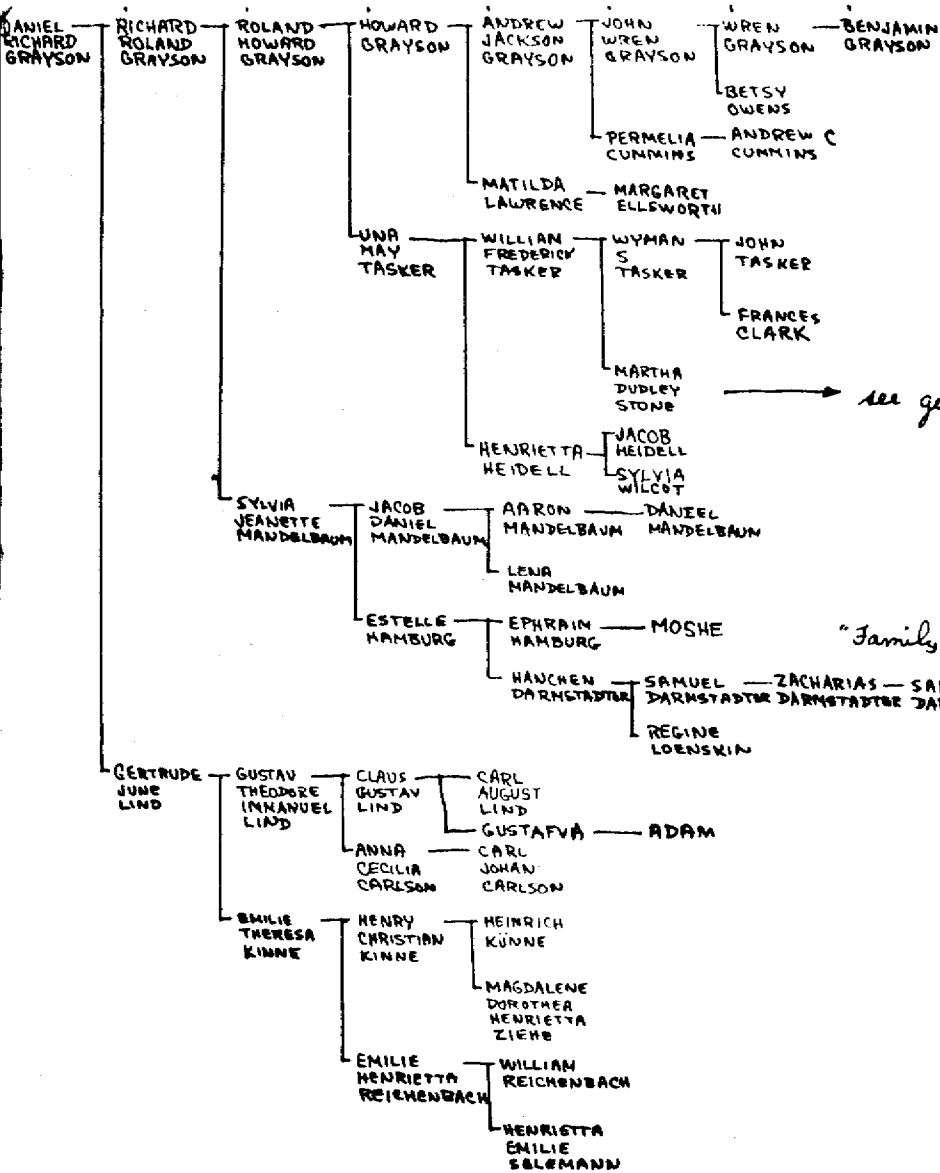 DANIEL RICHARD GRAYSON
RICHARD ROLAND GRAYSON
ROLAND HOWARD GRAYSON
HOWARD GRAYSON
ANDREW JACKSON GRAYSON
JOHN WREN GRAYSON
WREN GRAYSON
BENJAMIN GRAYSON
BETSY OWENS
PERMELIA CUMMINS
ANDREW C CUMMINS
MATILDA LAWRENCE
MARGARET ELLSWORTH
UNA MAY TASKER
WILLIAN FREDERICK TASKER
WYMAN S TASKER
JOHN TASKER
FRANCES CLARK
MARTHA DUDLEY STONE
see ge
HENRIETTA HEIDELL
JACOB HEIDELL
SYLVIA WILCOT
SYLVIA JEANETTE MANDELBAUM
JACOB DANIEL MANDELBAUM
AARON MANDELBAUM
DANIEL MANDELBAUM
LENA MANDELBAUM
ESTELLE HAMBURG
EPHRAIN HAMBURG
MOSHE
"Family
HANCHEN DARMSTADTER
SAMUEL DARMSTADTER
ZACHARIAS DARMSTADTER
REGINE LOENSKIN
GERTRUDE JUNE LIND
GUSTAV THEODORE IMMANUEL LIND
CLAUS GUSTAV LIND
CARL AUGUST LIND
GUSTAFVA
ADAM
ANNA CECILIA CARLSON
CARL JOHAN CARLSON
EMILIE THERESA KINNE
HENRY CHRISTIAN KINNE
HEINRICH KÜNNE
MAGDALENE DOROTHEA HENRIETTA ZIEHE
EMILIE HENRIETTA REICHENBACH
WILLIAM REICHENBACH
HENRIETTA EMILIE SELEMANN